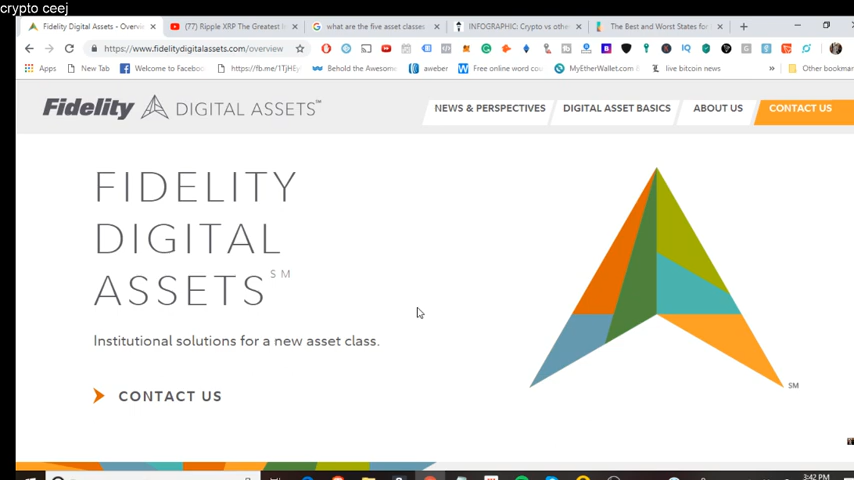 crypto ceej
Fidelity Digital Assets - Overvi
(77) Ripple XRP The Greatest I
what are the five asset classes
INFOGRAPHIC: Crypto vs othe
The Best and Worst States for
https://www.fidelitydigitalassets.com/overview
Apps
New Tab
Welcome to Facebo
https://fb.me/1TjHEy
Behold the Awesome
aweber
Free online word cou
MyEtherWallet.com
live bitcoin news
»
Other bookmar
Fidelity DIGITAL ASSETS℠
NEWS & PERSPECTIVES
DIGITAL ASSET BASICS
ABOUT US
CONTACT US
FIDELITY
DIGITAL
ASSETS SM
Institutional solutions for a new asset class.
CONTACT US
SM
3:42 PM